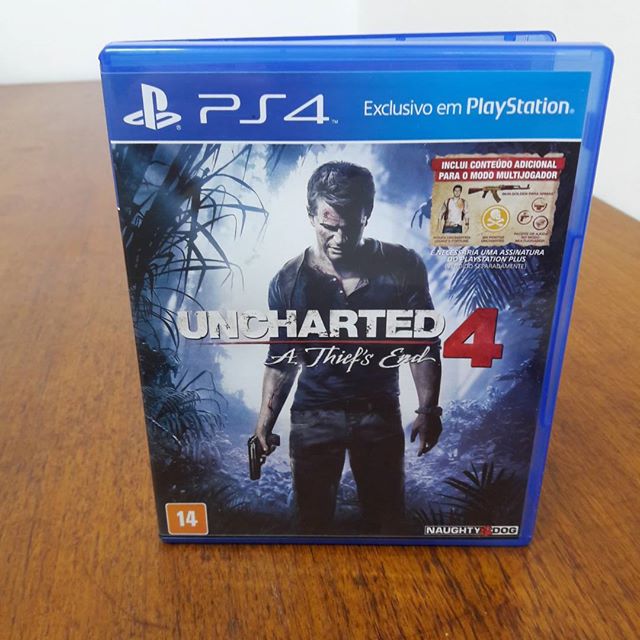 PS4™
Exclusivo em PlayStation®
INCLUI CONTEÚDO ADICIONAL
PARA O MODO MULTIJOGADOR
É NECESSÁRIA UMA ASSINATURA
DO PLAYSTATION PLUS
UNCHARTED 4
A Thief's End
14
NAUGHTY DOG